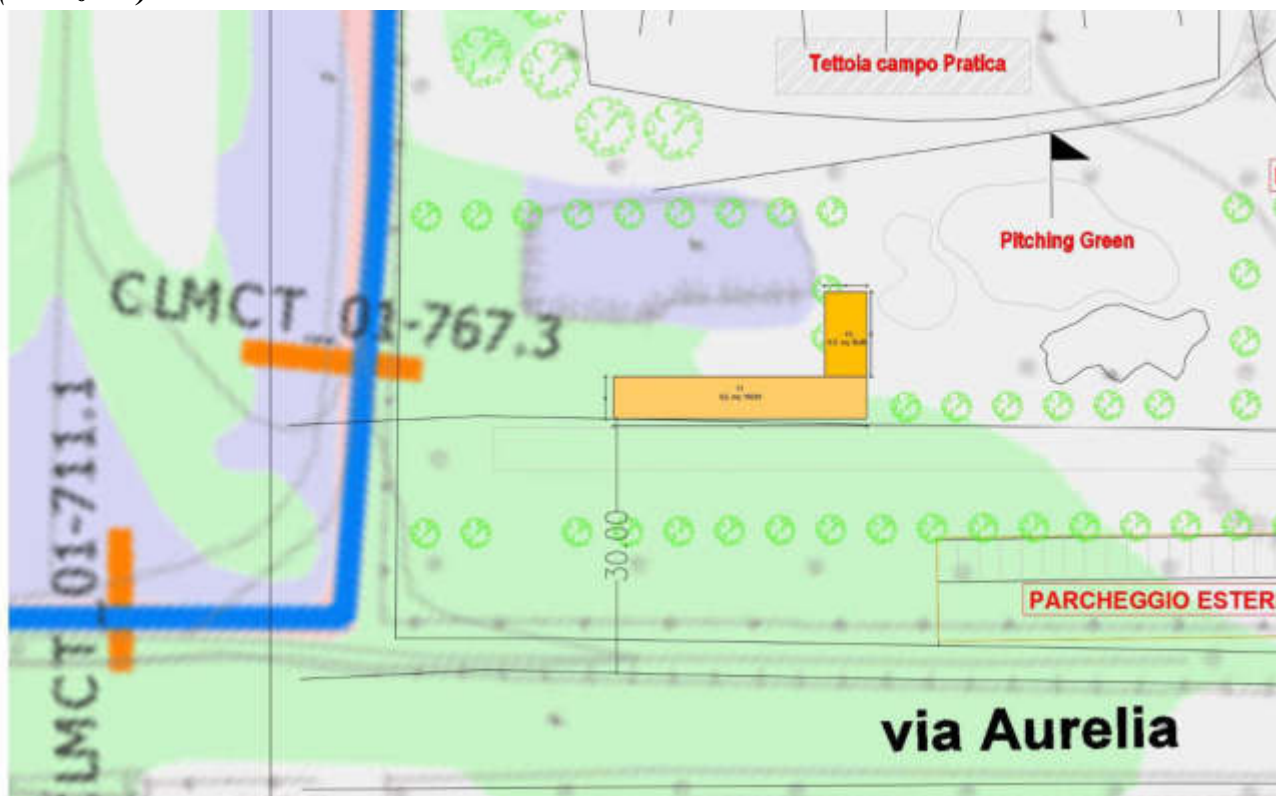 Tettoia campo Pratica
Pitching Green
CLMCT_01-767.3
CLMCT_01-711.1
30.00
PARCHEGGIO ESTER
via Aurelia